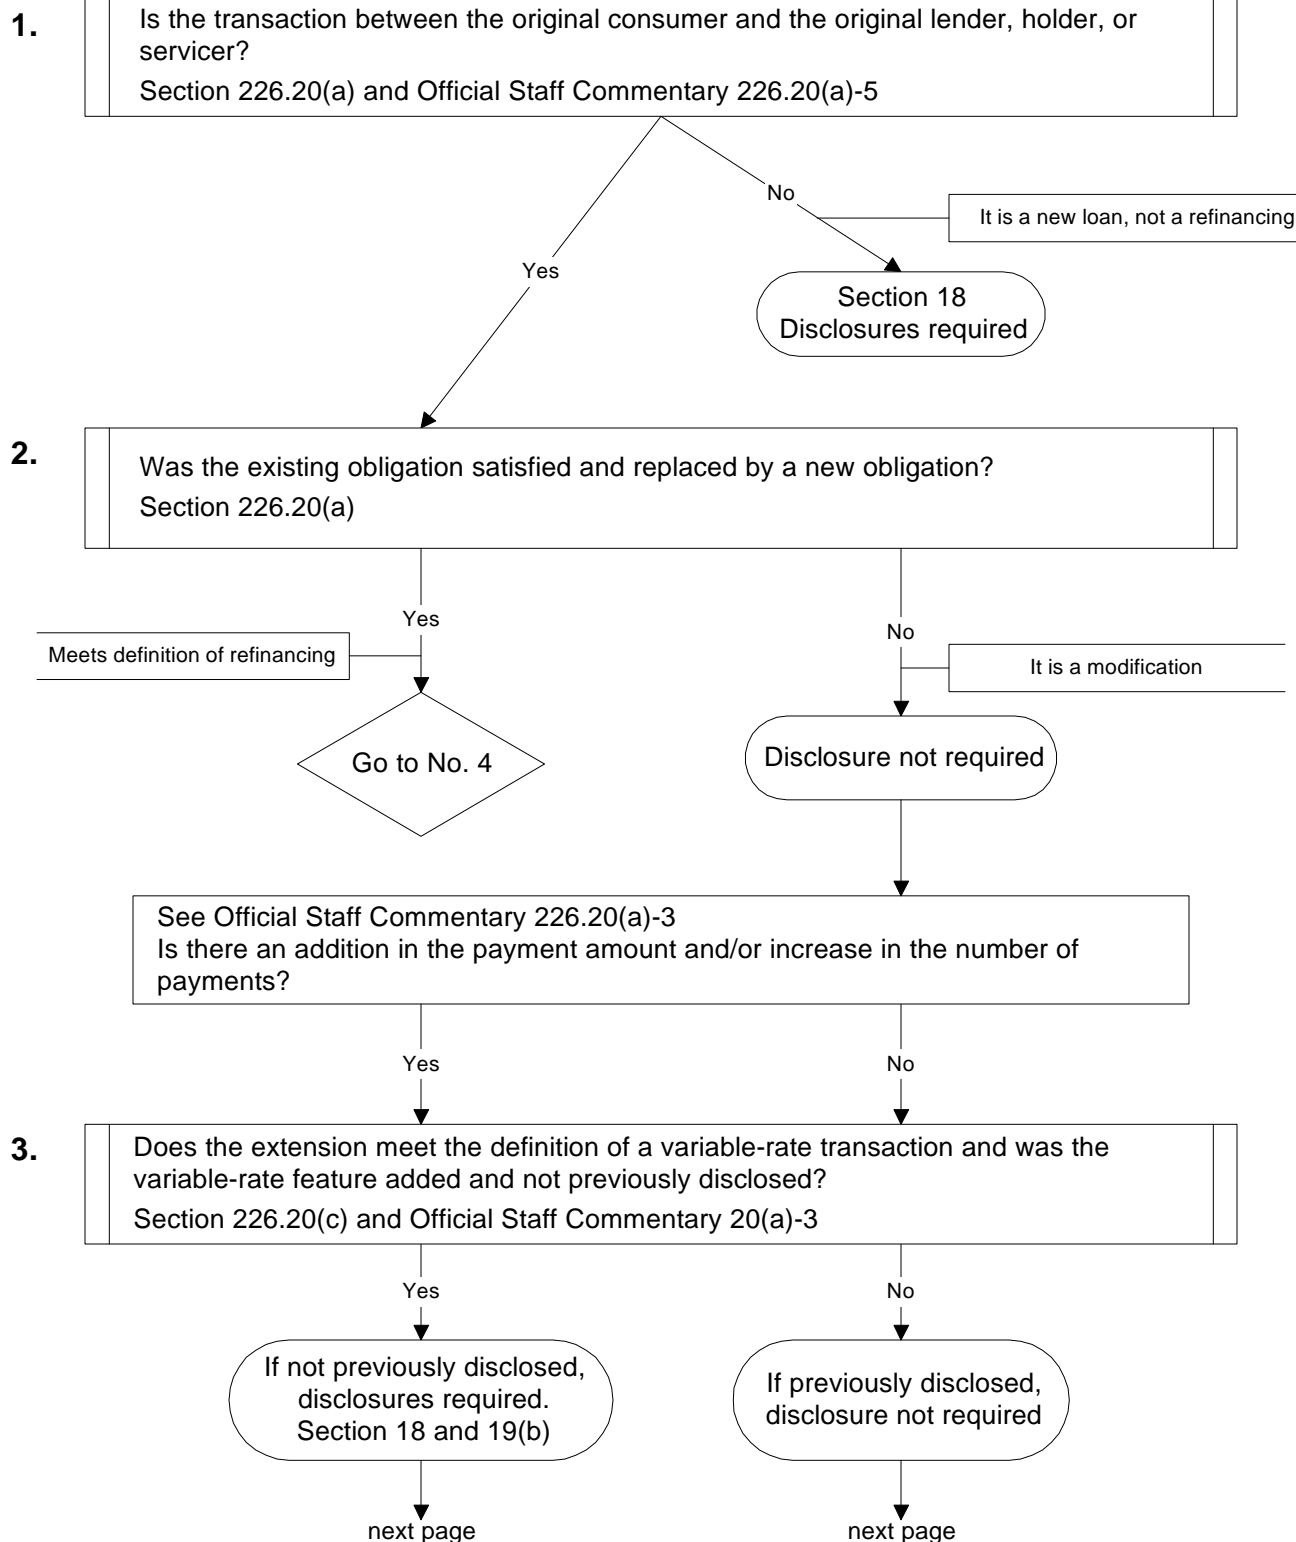 1.
Is the transaction between the original consumer and the original lender, holder, or
servicer?
Section 226.20(a) and Official Staff Commentary 226.20(a)-5
No
It is a new loan, not a refinancing
Yes
Section 18
Disclosures required
2.
Was the existing obligation satisfied and replaced by a new obligation?
Section 226.20(a)
Yes
No
Meets definition of refinancing
It is a modification
Go to No. 4
Disclosure not required
See Official Staff Commentary 226.20(a)-3
Is there an addition in the payment amount and/or increase in the number of
payments?
Yes
No
3.
Does the extension meet the definition of a variable-rate transaction and was the
variable-rate feature added and not previously disclosed?
Section 226.20(c) and Official Staff Commentary 20(a)-3
Yes
No
If not previously disclosed,
disclosures required.
Section 18 and 19(b)
If previously disclosed,
disclosure not required
next page
next page